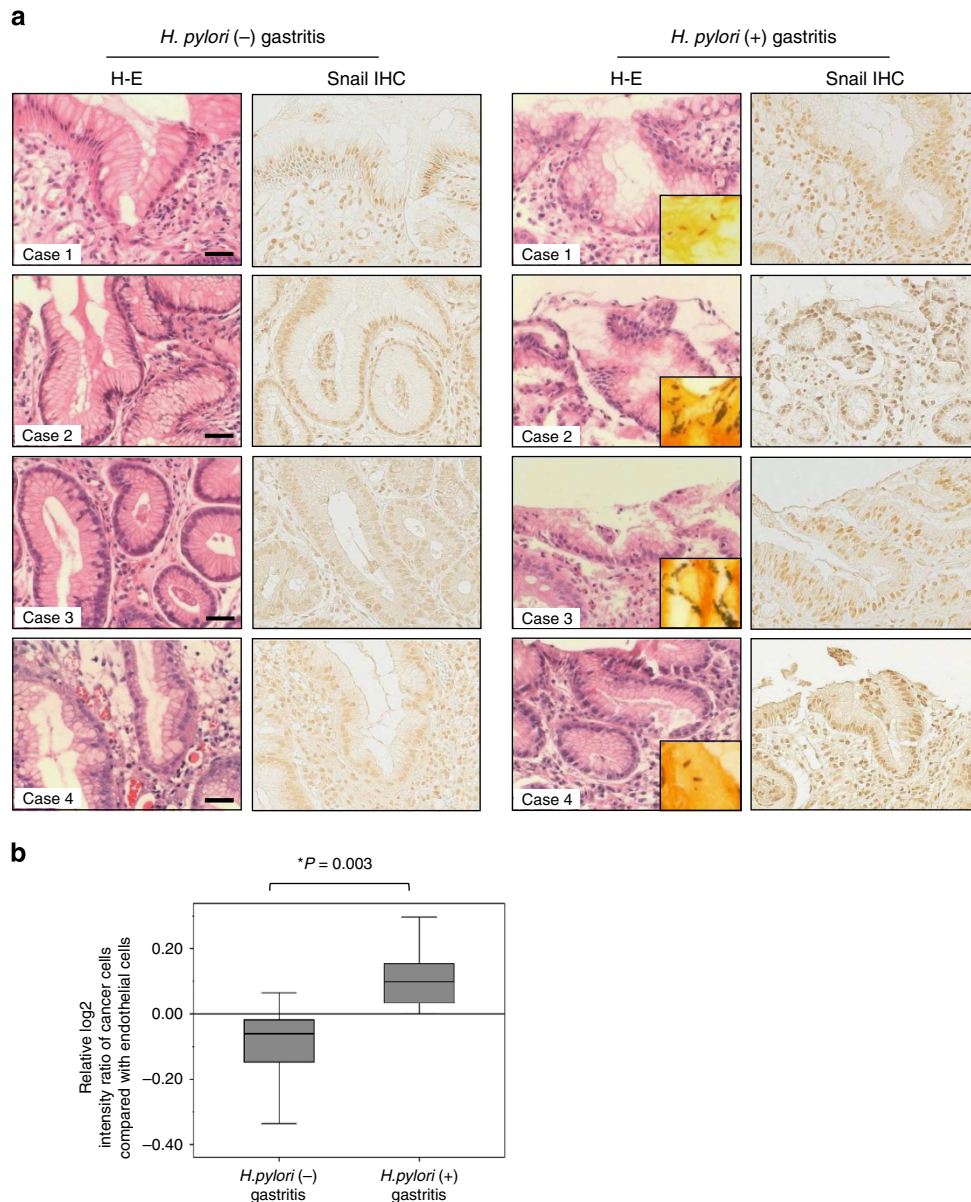 a
H. pylori (–) gastritis
H. pylori (+) gastritis
H-E
Snail IHC
H-E
Snail IHC
Case 1
Case 1
Case 2
Case 2
Case 3
Case 3
Case 4
Case 4
b
*P = 0.003
Relative log2
intensity ratio of cancer cells
compared with endothelial cells
0.20
0.00
–0.20
–0.40
H.pylori (–)
gastritis
H.pylori (+)
gastritis